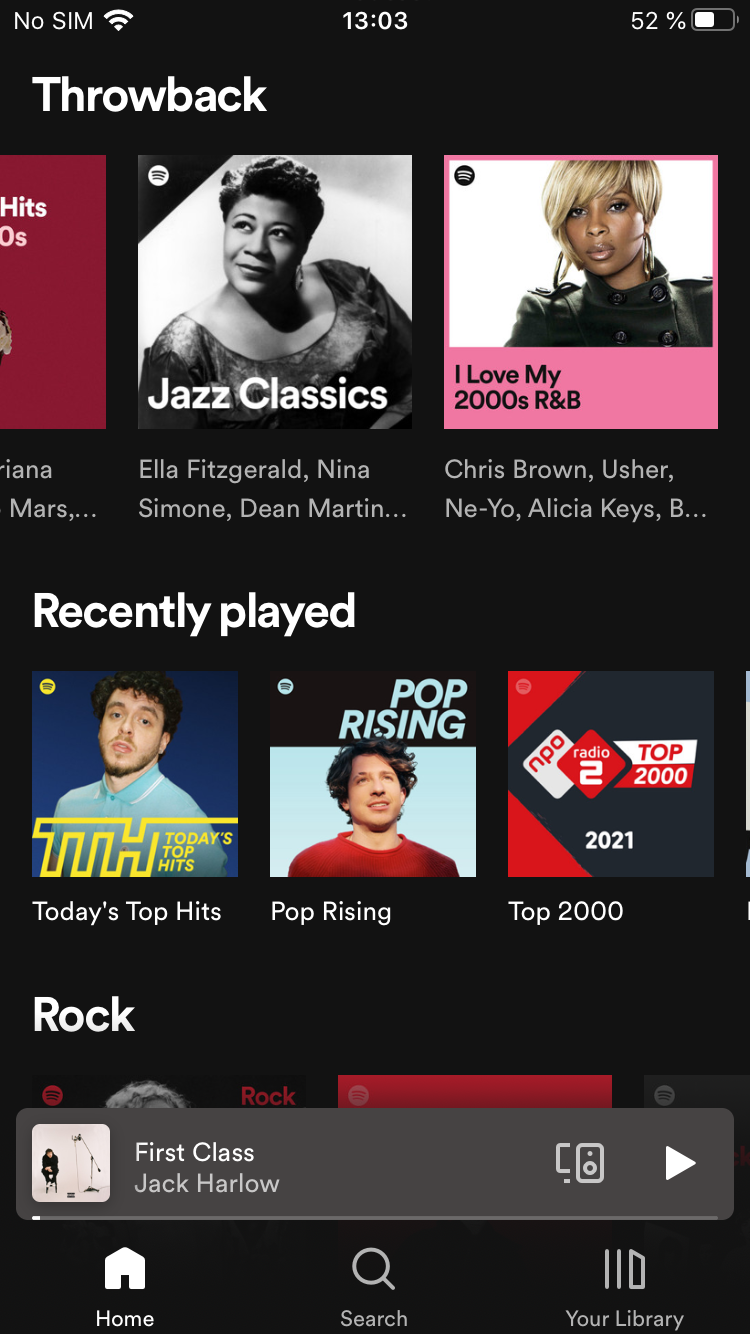 No SIM 13:03 52 %
Throwback
Hits
0s
Jazz Classics
I Love My
2000s R&B
riana
Mars,...
Ella Fitzgerald, Nina
Simone, Dean Martin...
Chris Brown, Usher,
Ne-Yo, Alicia Keys, B...
Recently played
TTH TODAY'S
TOP
HITS
POP
RISING
npo radio 2 TOP
2000
2021
Today's Top Hits
Pop Rising
Top 2000
Rock
Rock
First Class
Jack Harlow
Home
Search
Your Library